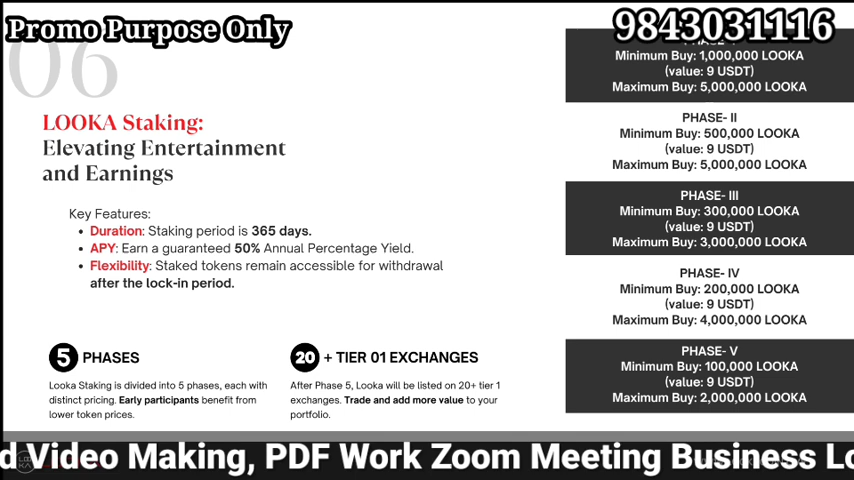 Promo Purpose Only
9843031116
06
LOOKA Staking:
Elevating Entertainment
and Earnings
Key Features:
• Duration: Staking period is 365 days.
• APY: Earn a guaranteed 50% Annual Percentage Yield.
• Flexibility: Staked tokens remain accessible for withdrawal
after the lock-in period.
5 PHASES
Looka Staking is divided into 5 phases, each with
distinct pricing. Early participants benefit from
lower token prices.
20 + TIER 01 EXCHANGES
After Phase 5, Looka will be listed on 20+ tier 1
exchanges. Trade and add more value to your
portfolio.
Minimum Buy: 1,000,000 LOOKA
(value: 9 USDT)
Maximum Buy: 5,000,000 LOOKA
PHASE- II
Minimum Buy: 500,000 LOOKA
(value: 9 USDT)
Maximum Buy: 5,000,000 LOOKA
PHASE- III
Minimum Buy: 300,000 LOOKA
(value: 9 USDT)
Maximum Buy: 3,000,000 LOOKA
PHASE- IV
Minimum Buy: 200,000 LOOKA
(value: 9 USDT)
Maximum Buy: 4,000,000 LOOKA
PHASE- V
Minimum Buy: 100,000 LOOKA
(value: 9 USDT)
Maximum Buy: 2,000,000 LOOKA
d Video Making, PDF Work Zoom Meeting Business Lo